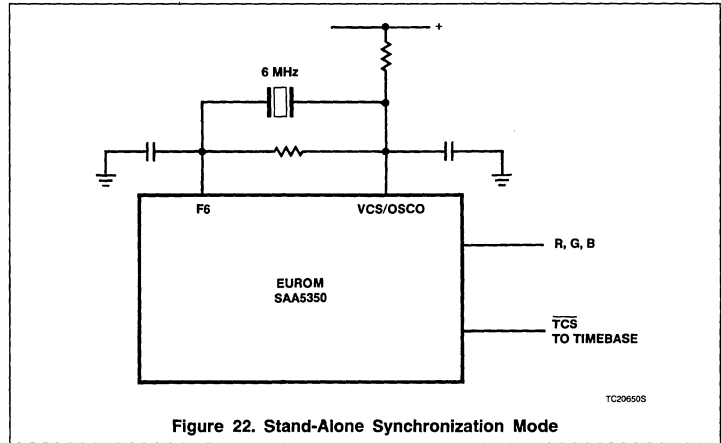 +
6 MHz
F6
VCS/OSCO
R, G, B
EUROM
SAA5350
TCS
TO TIMEBASE
TC20650S
Figure 22. Stand-Alone Synchronization Mode